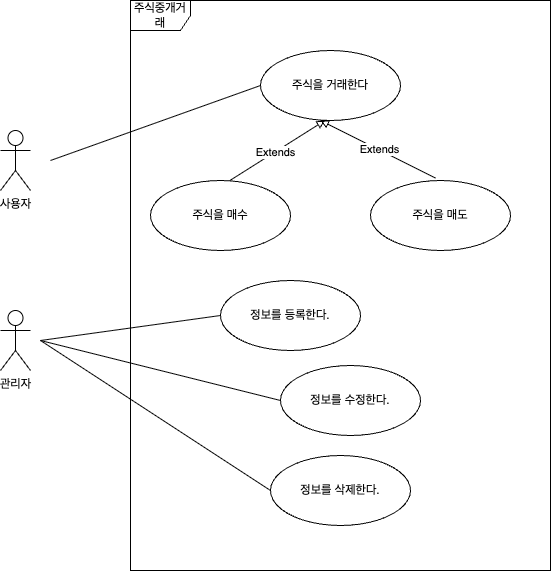 주식중개거
래
주식을 거래한다
Extends
Extends
사용자
주식을 매수
주식을 매도
정보를 등록한다.
관리자
정보를 수정한다.
정보를 삭제한다.